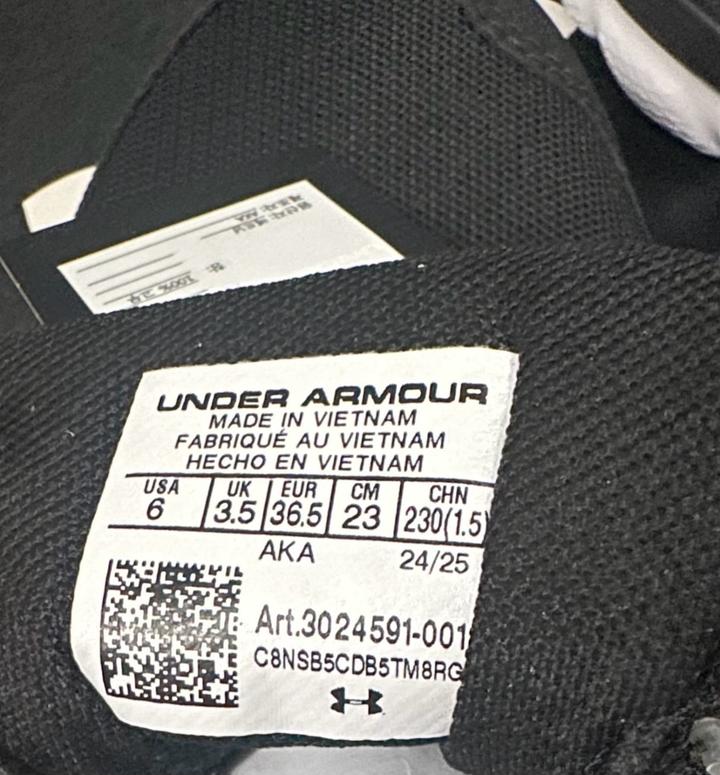 UNDER ARMOUR
MADE IN VIETNAM
FABRIQUÉ AU VIETNAM
HECHO EN VIETNAM
USA UK EUR CM CHN
6 3.5 36.5 23 230(1.5)
AKA 24/25
Art.3024591-001
C8NSB5CDB5TM8RG
100%